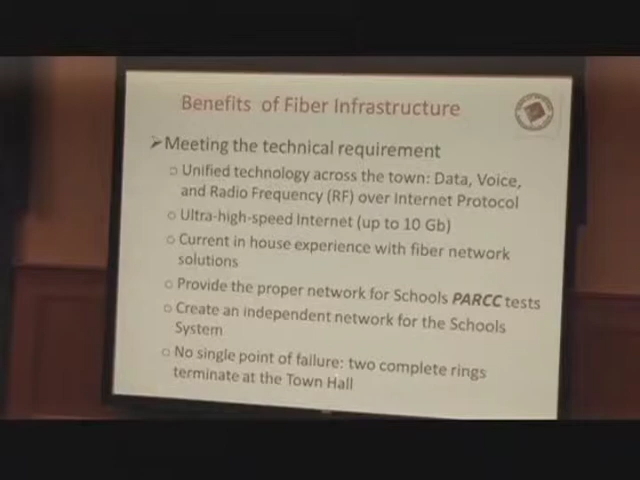 Benefits of Fiber Infrastructure
➢Meeting the technical requirement
○ Unified technology across the town: Data, Voice,
and Radio Frequency (RF) over Internet Protocol
○ Ultra-high-speed Internet (up to 10 Gb)
○ Current in house experience with fiber network
solutions
○ Provide the proper network for Schools PARCC tests
○ Create an independent network for the Schools
System
○ No single point of failure: two complete rings
terminate at the Town Hall